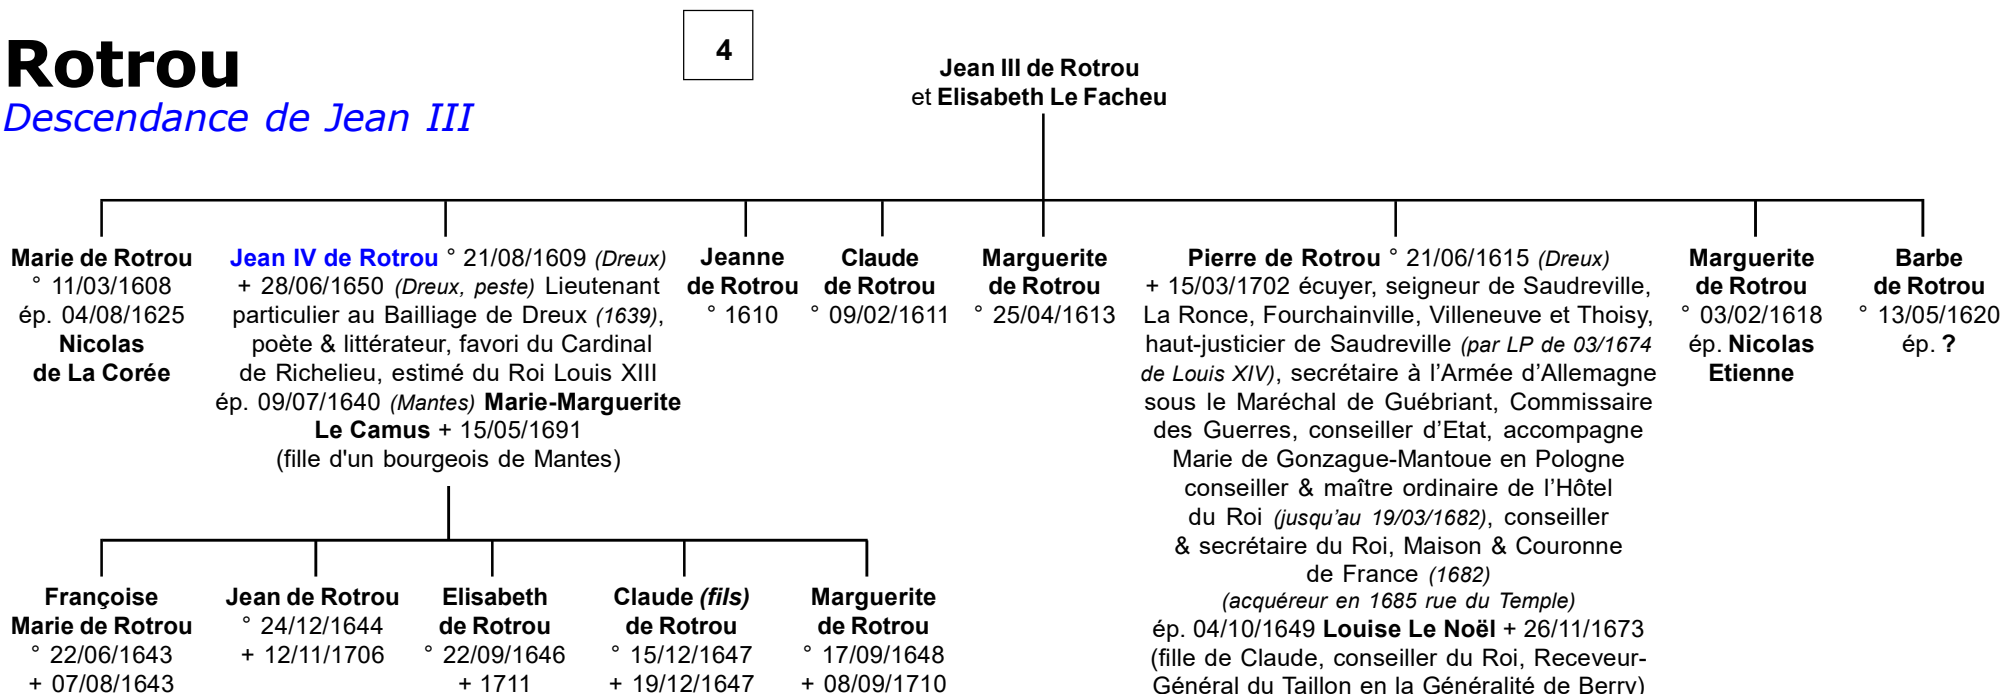 Rotrou
Descendance de Jean III
4
Jean III de Rotrou
et Elisabeth Le Facheu
Marie de Rotrou
° 11/03/1608
ép. 04/08/1625
Nicolas
de La Corée
Jean IV de Rotrou ° 21/08/1609 (Dreux)
+ 28/06/1650 (Dreux, peste) Lieutenant
particulier au Bailliage de Dreux (1639),
poète & littérateur, favori du Cardinal
de Richelieu, estimé du Roi Louis XIII
ép. 09/07/1640 (Mantes) Marie-Marguerite
Le Camus + 15/05/1691
(fille d'un bourgeois de Mantes)
Jeanne
de Rotrou
° 1610
Claude
de Rotrou
° 09/02/1611
Marguerite
de Rotrou
° 25/04/1613
Pierre de Rotrou ° 21/06/1615 (Dreux)
+ 15/03/1702 écuyer, seigneur de Saudreville,
La Ronce, Fourchainville, Villeneuve et Thoisy,
haut-justicier de Saudreville (par LP de 03/1674
de Louis XIV), secrétaire à l’Armée d’Allemagne
sous le Maréchal de Guébriant, Commissaire
des Guerres, conseiller d’Etat, accompagne
Marie de Gonzague-Mantoue en Pologne
conseiller & maître ordinaire de l’Hôtel
du Roi (jusqu’au 19/03/1682), conseiller
& secrétaire du Roi, Maison & Couronne
de France (1682)
(acquéreur en 1685 rue du Temple)
ép. 04/10/1649 Louise Le Noël + 26/11/1673
(fille de Claude, conseiller du Roi, Receveur-
Général du Taillon en la Généralité de Berry)
Marguerite
de Rotrou
° 03/02/1618
ép. Nicolas
Etienne
Barbe
de Rotrou
° 13/05/1620
ép. ?
Françoise
Marie de Rotrou
° 22/06/1643
+ 07/08/1643
Jean de Rotrou
° 24/12/1644
+ 12/11/1706
Elisabeth
de Rotrou
° 22/09/1646
+ 1711
Claude (fils)
de Rotrou
° 15/12/1647
+ 19/12/1647
Marguerite
de Rotrou
° 17/09/1648
+ 08/09/1710